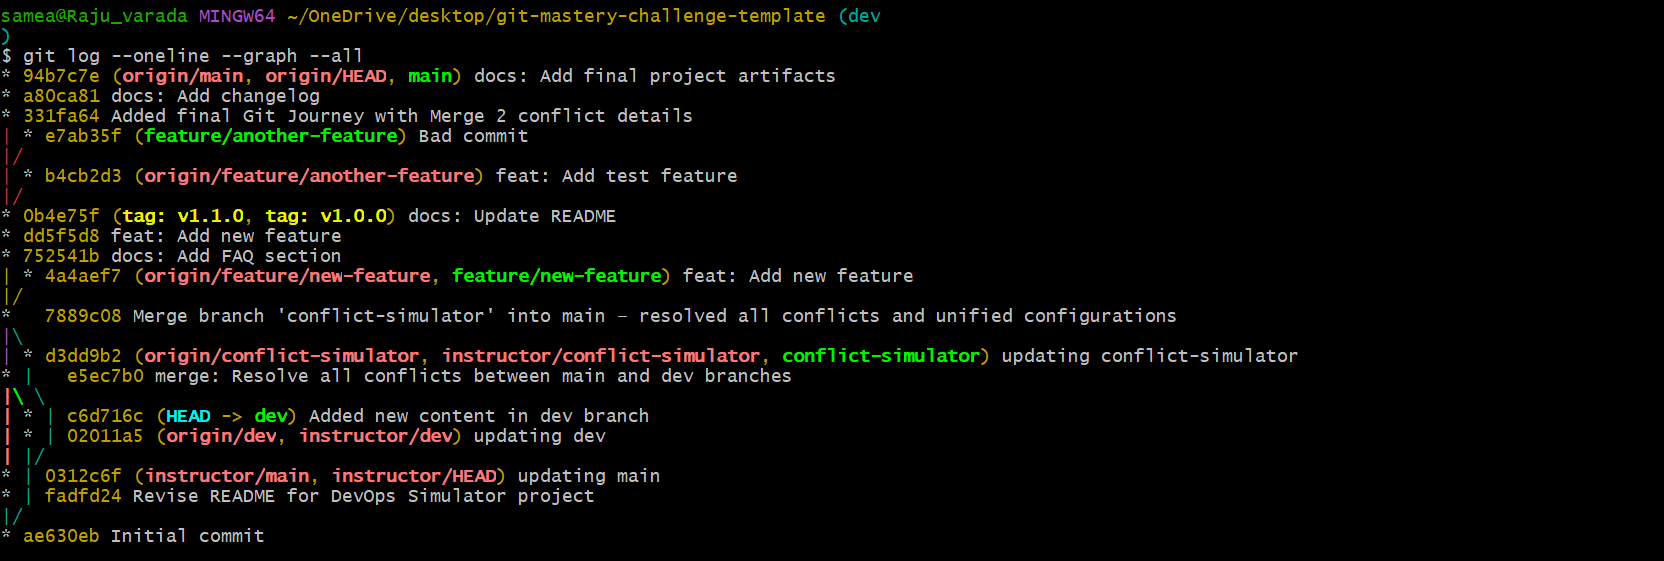 samea@Raju_varada MINGW64 ~/OneDrive/desktop/git-mastery-challenge-template (dev
)
$ git log --oneline --graph --all
* 94b7c7e (origin/main, origin/HEAD, main) docs: Add final project artifacts
* a80ca81 docs: Add changelog
* 331fa64 Added final Git Journey with Merge 2 conflict details
| * e7ab35f (feature/another-feature) Bad commit
|/
| * b4cb2d3 (origin/feature/another-feature) feat: Add test feature
|/
* 0b4e75f (tag: v1.1.0, tag: v1.0.0) docs: Update README
* dd5f5d8 feat: Add new feature
* 752541b docs: Add FAQ section
| * 4a4aef7 (origin/feature/new-feature, feature/new-feature) feat: Add new feature
|/
*   7889c08 Merge branch 'conflict-simulator' into main – resolved all conflicts and unified configurations
|\
| * d3dd9b2 (origin/conflict-simulator, instructor/conflict-simulator, conflict-simulator) updating conflict-simulator
* |   e5ec7b0 merge: Resolve all conflicts between main and dev branches
|\ \
| * | c6d716c (HEAD -> dev) Added new content in dev branch
| * | 02011a5 (origin/dev, instructor/dev) updating dev
| |/
* | 0312c6f (instructor/main, instructor/HEAD) updating main
* | fadfd24 Revise README for DevOps Simulator project
|/
* ae630eb Initial commit